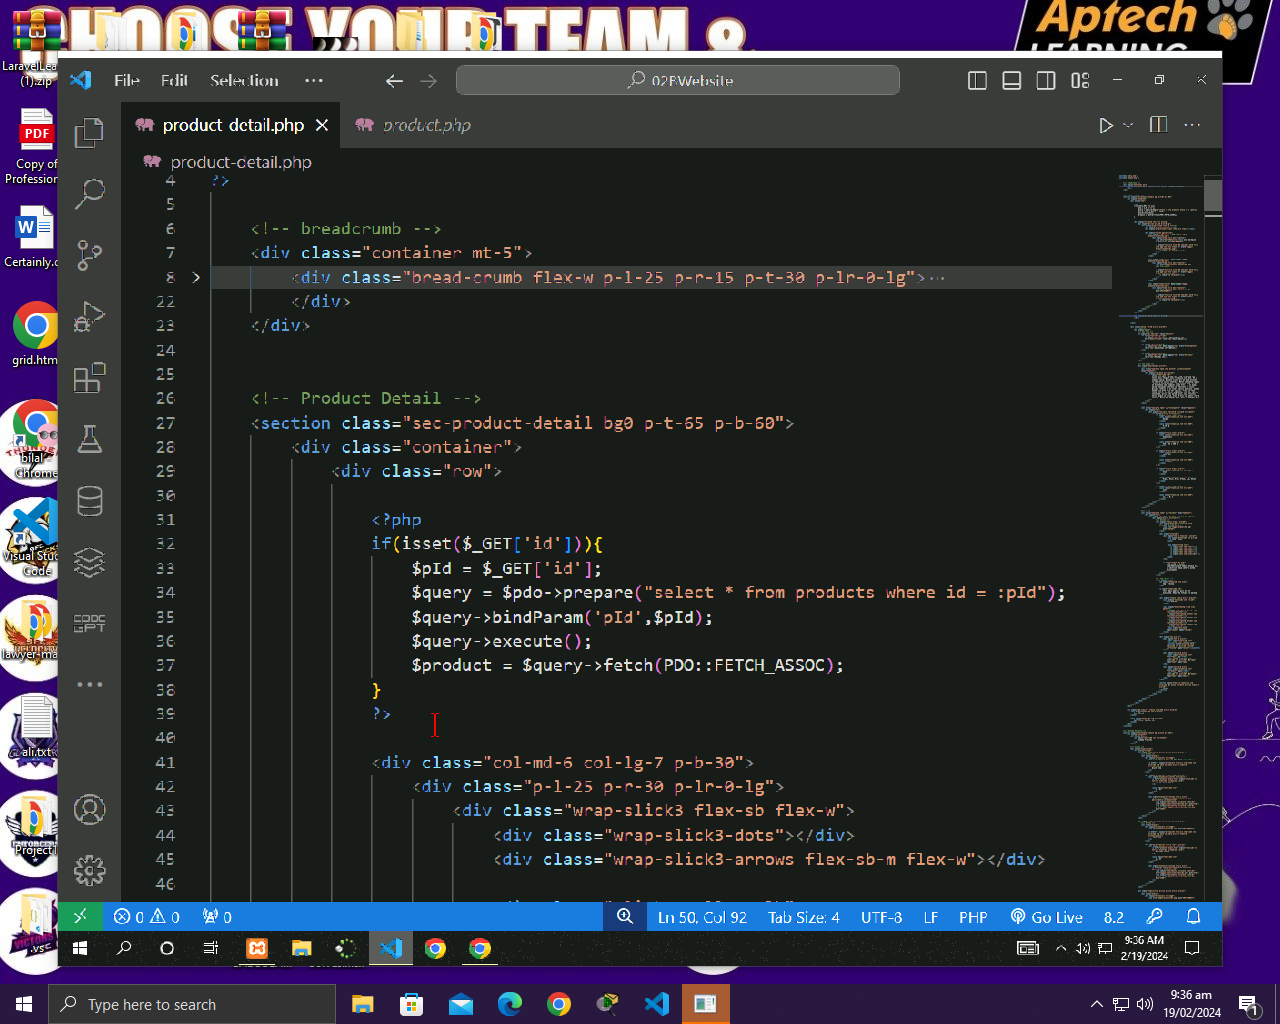 CHOOSE YOUR TEAM &
Aptech
LEARNING
LaravelLea
(1).zip
PDF
Copy of
Profession
Certainly.d
grid.htm
bilal -
Chrome
Visual Stud
Code
lawyer-ma
ali.txt
Project
.vsc
File Edit Selection ···
02BWebsite
product-detail.php
product.php
product-detail.php
4 ?>
5
6 <!-- breadcrumb -->
7 <div class="container mt-5">
8 <div class="bread-crumb flex-w p-l-25 p-r-15 p-t-30 p-lr-0-lg">···
22 </div>
23 </div>
24
25
26 <!-- Product Detail -->
27 <section class="sec-product-detail bg0 p-t-65 p-b-60">
28 <div class="container">
29 <div class="row">
30
31 <?php
32 if(isset($_GET['id'])){
33 $pId = $_GET['id'];
34 $query = $pdo->prepare("select * from products where id = :pId");
35 $query->bindParam('pId',$pId);
36 $query->execute();
37 $product = $query->fetch(PDO::FETCH_ASSOC);
38 }
39 ?>
40
41 <div class="col-md-6 col-lg-7 p-b-30">
42 <div class="p-l-25 p-r-30 p-lr-0-lg">
43 <div class="wrap-slick3 flex-sb flex-w">
44 <div class="wrap-slick3-dots"></div>
45 <div class="wrap-slick3-arrows flex-sb-m flex-w"></div>
46
GPT
0 0 0
Ln 50, Col 92 Tab Size: 4 UTF-8 LF PHP Go Live 8.2
9:36 AM
2/19/2024
Type here to search
9:36 am
19/02/2024
1